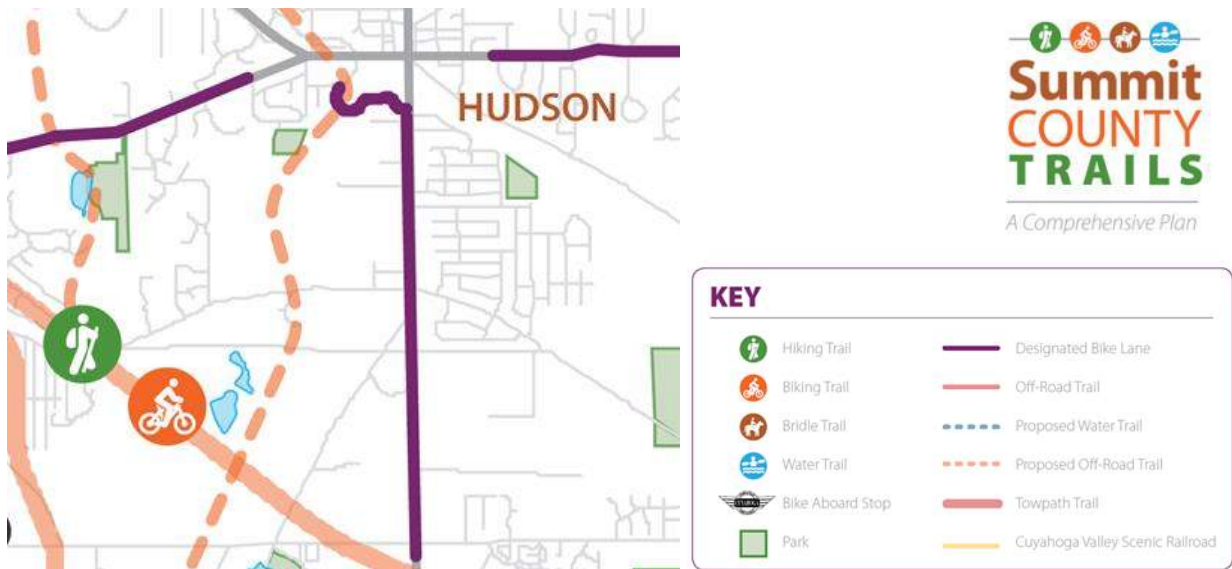 HUDSON
Summit
COUNTY
TRAILS
A Comprehensive Plan
KEY
Hiking Trail
Designated Bike Lane
Biking Trail
Off-Road Trail
Bridle Trail
Proposed Water Trail
Water Trail
Proposed Off-Road Trail
Bike Aboard Stop
Towpath Trail
Park
Cuyahoga Valley Scenic Railroad